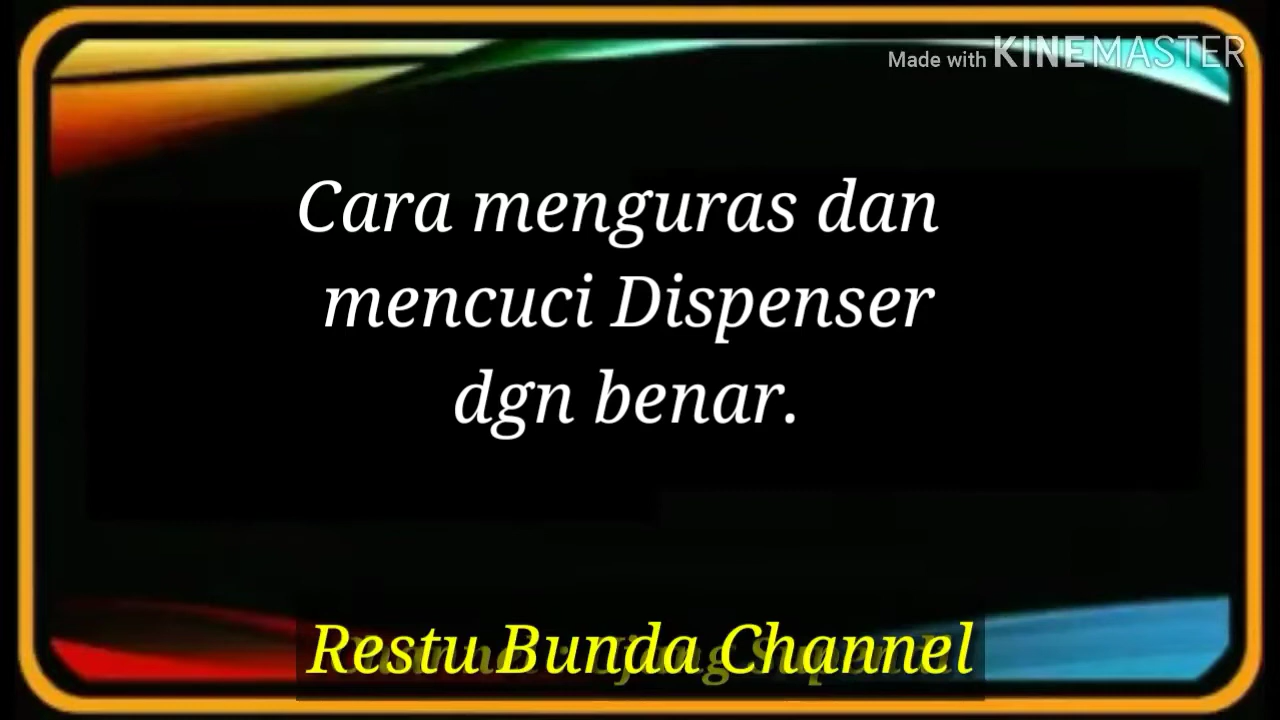 Made with KINEMASTER
Cara menguras dan
mencuci Dispenser
dgn benar.
Restu Bunda Channel